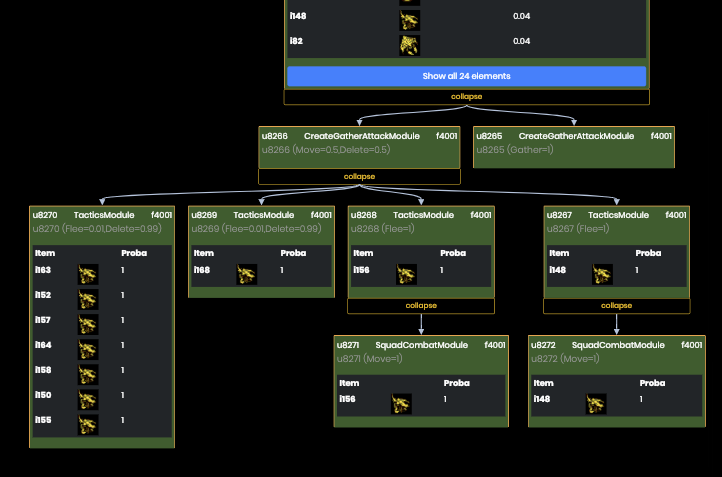 i148 0.04
i82 0.04
Show all 24 elements
collapse
u8266 CreateGatherAttackModule f4001
u8266 (Move=0.5,Delete=0.5)
collapse
u8265 CreateGatherAttackModule f4001
u8265 (Gather=1)
u8270 TacticsModule f4001
u8270 (Flee=0.01,Delete=0.99)
Item Proba
i163 1
i152 1
i157 1
i164 1
i158 1
i150 1
i155 1
u8269 TacticsModule f4001
u8269 (Flee=0.01,Delete=0.99)
Item Proba
i168 1
u8268 TacticsModule f4001
u8268 (Flee=1)
Item Proba
i156 1
collapse
u8267 TacticsModule f4001
u8267 (Flee=1)
Item Proba
i148 1
collapse
u8271 SquadCombatModule f4001
u8271 (Move=1)
Item Proba
i156 1
u8272 SquadCombatModule f4001
u8272 (Move=1)
Item Proba
i148 1